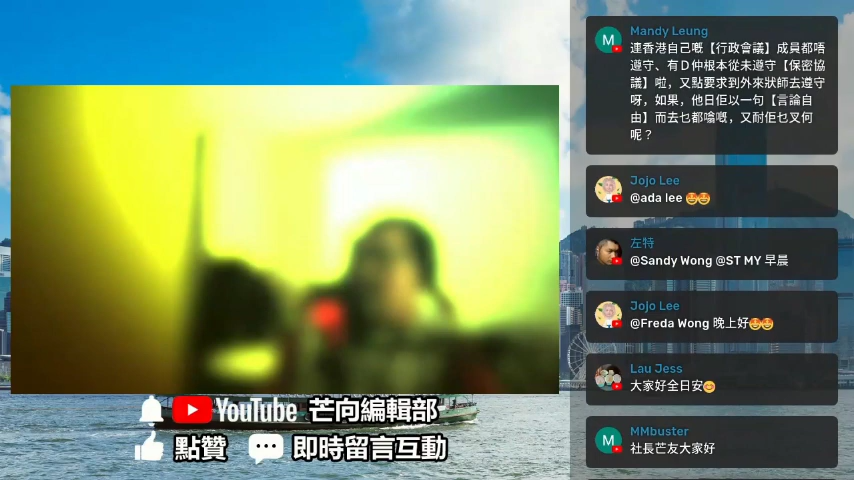 Mandy Leung
連香港自己嘅【行政會議】成員都唔
遵守、有Ｄ仲根本從未遵守【保密協
議】啦，又點要求到外來狀師去遵守
呀，如果，他日佢以一句【言論自
由】而去乜都噏嘅，又耐佢乜叉何
呢？
Jojo Lee
@ada lee 🤩🤩
左特
@Sandy Wong @ST MY 早晨
Jojo Lee
@Freda Wong 晚上好🤩🤩
Lau Jess
大家好全日安😊
MMbuster
社長芒友大家好
YouTube 芒向編輯部
點贊 即時留言互動